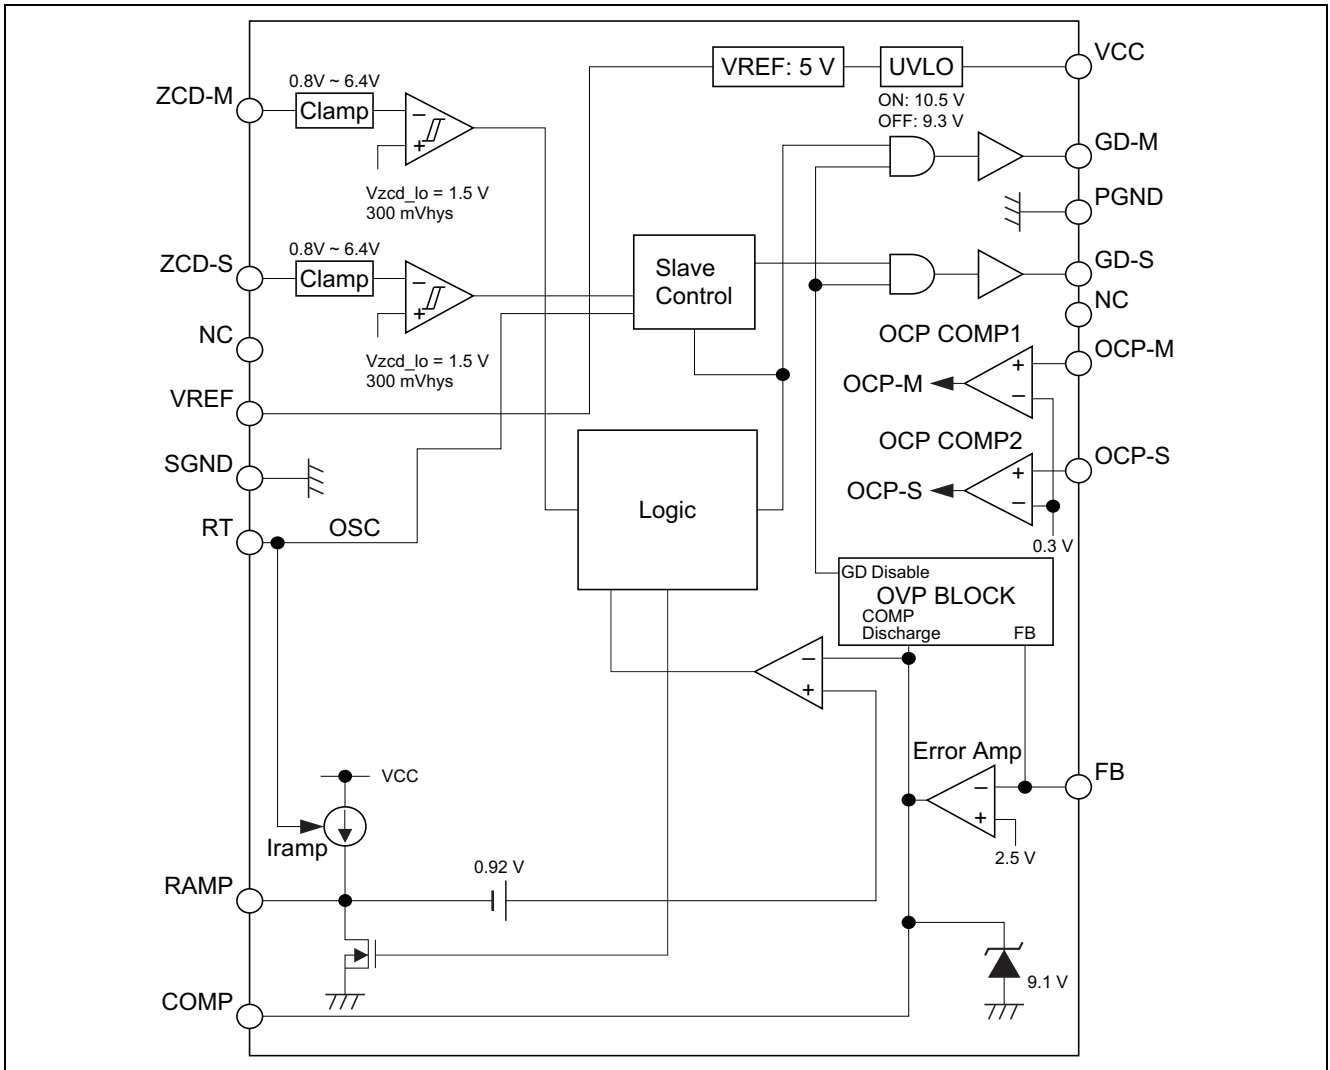 VREF: 5 V
UVLO
VCC
ON: 10.5 V
OFF: 9.3 V
ZCD-M
0.8V ~ 6.4V
Clamp
−
+
Vzcd_lo = 1.5 V
300 mVhys
GD-M
PGND
ZCD-S
0.8V ~ 6.4V
Clamp
−
+
Vzcd_lo = 1.5 V
300 mVhys
Slave
Control
GD-S
NC
NC
OCP COMP1
OCP-M
+
−
OCP-M
VREF
OCP COMP2
OCP-S
+
−
OCP-S
0.3 V
SGND
RT
OSC
Logic
GD Disable
OVP BLOCK
COMP
Discharge
FB
−
+
Error Amp
−
+
FB
2.5 V
VCC
Iramp
RAMP
0.92 V
9.1 V
COMP